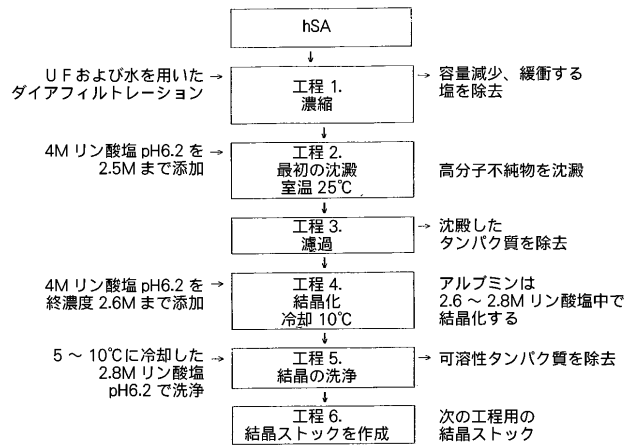 hSA
UFおよび水を用いた
ダイアフィルトレーション
工程 1.
濃縮
容量減少、緩衝する
塩を除去
4M リン酸塩 pH6.2 を
2.5M まで添加
工程 2.
最初の沈澱
室温 25℃
高分子不純物を沈澱
工程 3.
濾過
沈殿した
タンパク質を除去
4M リン酸塩 pH6.2 を
終濃度 2.6M まで添加
工程 4.
結晶化
冷却 10℃
アルブミンは
2.6 ～ 2.8M リン酸塩中で
結晶化する
5 ～ 10℃に冷却した
2.8M リン酸塩
pH6.2 で洗浄
工程 5.
結晶の洗浄
可溶性タンパク質を除去
工程 6.
結晶ストックを作成
次の工程用の
結晶ストック